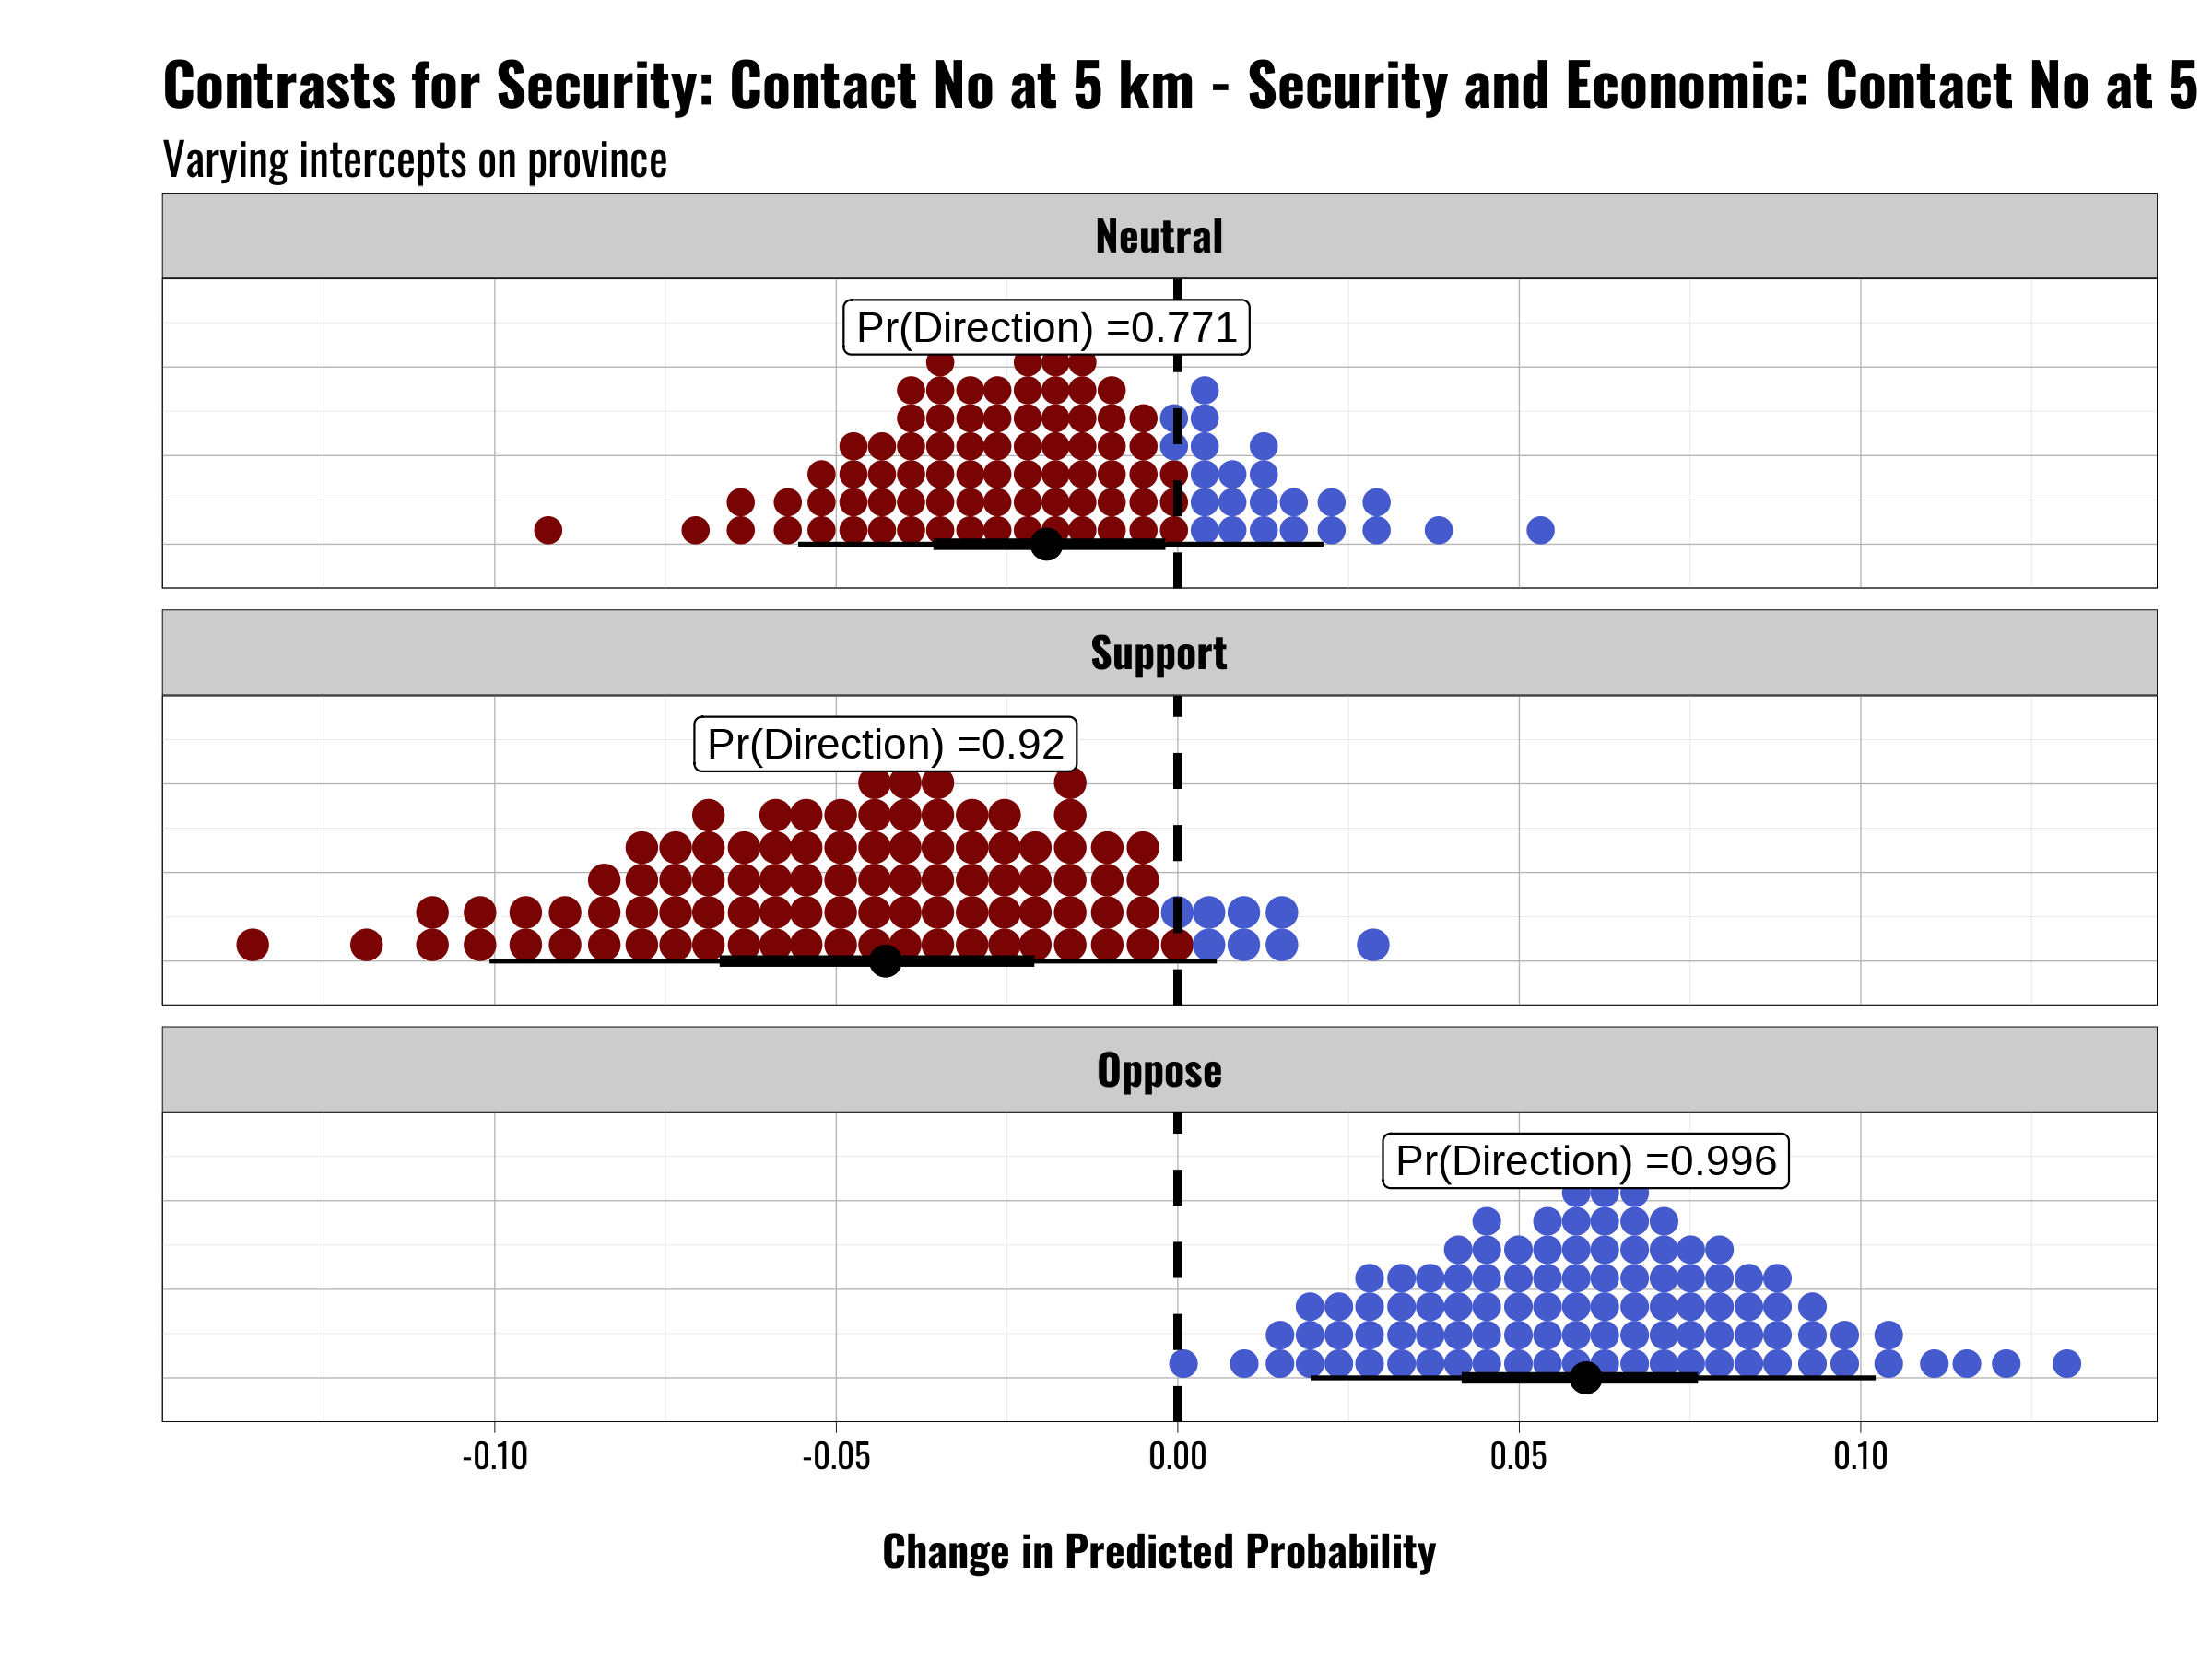 Contrasts for Security: Contact No at 5 km - Security and Economic: Contact No at 5
Varying intercepts on province
Neutral
Pr(Direction) =0.771
Support
Pr(Direction) =0.92
Oppose
Pr(Direction) =0.996
-0.10 -0.05 0.00 0.05 0.10
Change in Predicted Probability